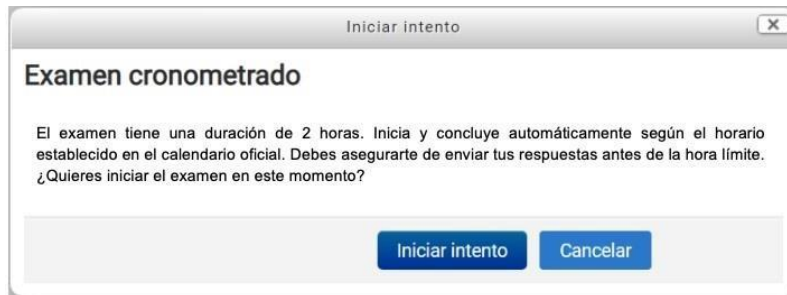 Iniciar intento
Examen cronometrado
El examen tiene una duración de 2 horas. Inicia y concluye automáticamente según el horario
establecido en el calendario oficial. Debes asegurarte de enviar tus respuestas antes de la hora límite.
¿Quieres iniciar el examen en este momento?
Iniciar intento Cancelar